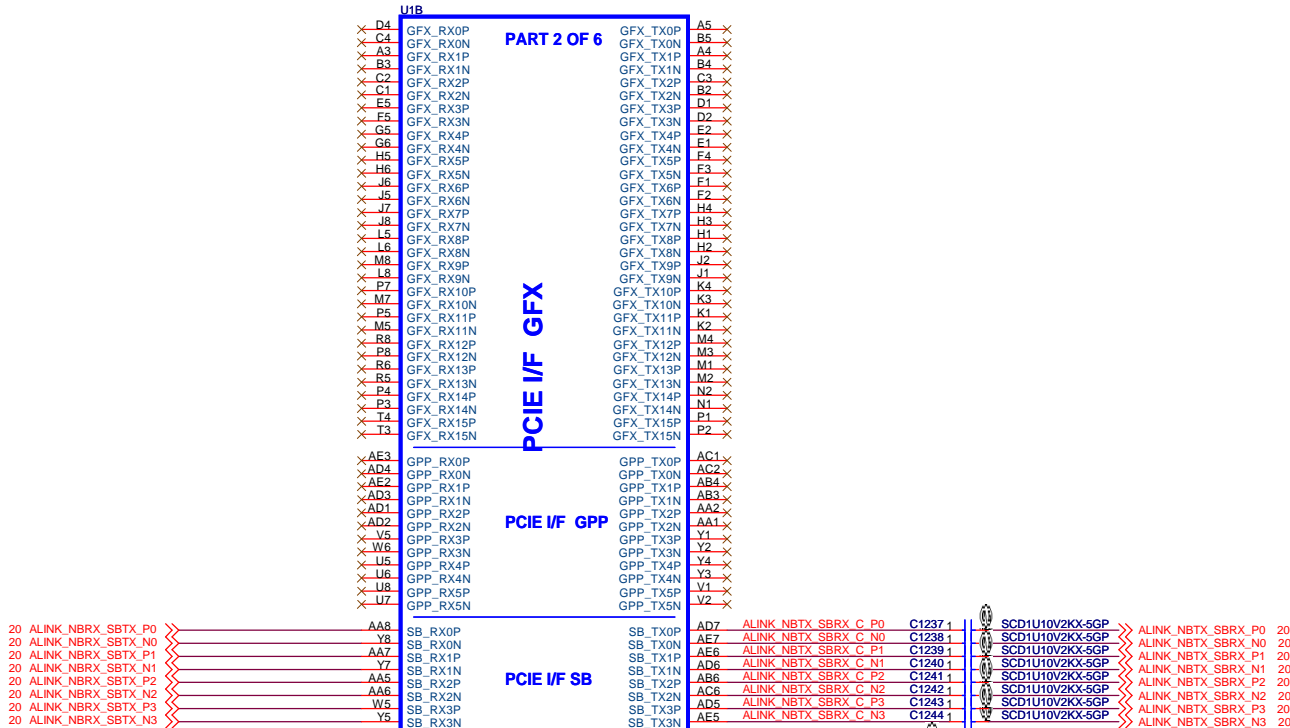 U1B
PART 2 OF 6
D4 GFX_RX0P GFX_TX0P A5
C4 GFX_RX0N GFX_TX0N B5
A3 GFX_RX1P GFX_TX1P A4
B3 GFX_RX1N GFX_TX1N B4
C2 GFX_RX2P GFX_TX2P C3
C1 GFX_RX2N GFX_TX2N B2
E5 GFX_RX3P GFX_TX3P D1
F5 GFX_RX3N GFX_TX3N D2
G5 GFX_RX4P GFX_TX4P E2
G6 GFX_RX4N GFX_TX4N E1
H5 GFX_RX5P GFX_TX5P F4
H6 GFX_RX5N GFX_TX5N F3
J6 GFX_RX6P GFX_TX6P F1
J5 GFX_RX6N GFX_TX6N F2
J7 GFX_RX7P GFX_TX7P H4
J8 GFX_RX7N GFX_TX7N H3
L5 GFX_RX8P GFX_TX8P H1
L6 GFX_RX8N GFX_TX8N H2
M8 GFX_RX9P GFX_TX9P J2
L8 GFX_RX9N GFX_TX9N J1
P7 GFX_RX10P GFX_TX10P K4
M7 GFX_RX10N GFX_TX10N K3
P5 GFX_RX11P GFX_TX11P K1
M5 GFX_RX11N GFX_TX11N K2
R8 GFX_RX12P GFX_TX12P M4
P8 GFX_RX12N GFX_TX12N M3
R6 GFX_RX13P GFX_TX13P M1
R5 GFX_RX13N GFX_TX13N M2
P4 GFX_RX14P GFX_TX14P N2
P3 GFX_RX14N GFX_TX14N N1
T4 GFX_RX15P GFX_TX15P P1
T3 GFX_RX15N GFX_TX15N P2
PCIE I/F GFX
AE3 GPP_RX0P GPP_TX0P AC1
AD4 GPP_RX0N GPP_TX0N AC2
AE2 GPP_RX1P GPP_TX1P AB4
AD3 GPP_RX1N GPP_TX1N AB3
AD1 GPP_RX2P GPP_TX2P AA2
AD2 GPP_RX2N PCIE I/F GPP GPP_TX2N AA1
V5 GPP_RX3P GPP_TX3P Y1
W6 GPP_RX3N GPP_TX3N Y2
U5 GPP_RX4P GPP_TX4P Y4
U6 GPP_RX4N GPP_TX4N Y3
U8 GPP_RX5P GPP_TX5P V1
U7 GPP_RX5N GPP_TX5N V2
20 ALINK_NBRX_SBTX_P0 AA8 SB_RX0P SB_TX0P AD7 ALINK_NBTX_SBRX_C_P0 C1237 1 SCD1U10V2KX-5GP ALINK_NBTX_SBRX_P0 20
20 ALINK_NBRX_SBTX_N0 Y8 SB_RX0N SB_TX0N AE7 ALINK_NBTX_SBRX_C_N0 C1238 1 SCD1U10V2KX-5GP ALINK_NBTX_SBRX_N0 20
20 ALINK_NBRX_SBTX_P1 AA7 SB_RX1P SB_TX1P AE6 ALINK_NBTX_SBRX_C_P1 C1239 1 SCD1U10V2KX-5GP ALINK_NBTX_SBRX_P1 20
20 ALINK_NBRX_SBTX_N1 Y7 SB_RX1N SB_TX1N AD6 ALINK_NBTX_SBRX_C_N1 C1240 1 SCD1U10V2KX-5GP ALINK_NBTX_SBRX_N1 20
20 ALINK_NBRX_SBTX_P2 AA5 SB_RX2P PCIE I/F SB SB_TX2P AB6 ALINK_NBTX_SBRX_C_P2 C1241 1 SCD1U10V2KX-5GP ALINK_NBTX_SBRX_P2 20
20 ALINK_NBRX_SBTX_N2 AA6 SB_RX2N SB_TX2N AC6 ALINK_NBTX_SBRX_C_N2 C1242 1 SCD1U10V2KX-5GP ALINK_NBTX_SBRX_N2 20
20 ALINK_NBRX_SBTX_P3 W5 SB_RX3P SB_TX3P AD5 ALINK_NBTX_SBRX_C_P3 C1243 1 SCD1U10V2KX-5GP ALINK_NBTX_SBRX_P3 20
20 ALINK_NBRX_SBTX_N3 Y5 SB_RX3N SB_TX3N AE5 ALINK_NBTX_SBRX_C_N3 C1244 1 SCD1U10V2KX-5GP ALINK_NBTX_SBRX_N3 20